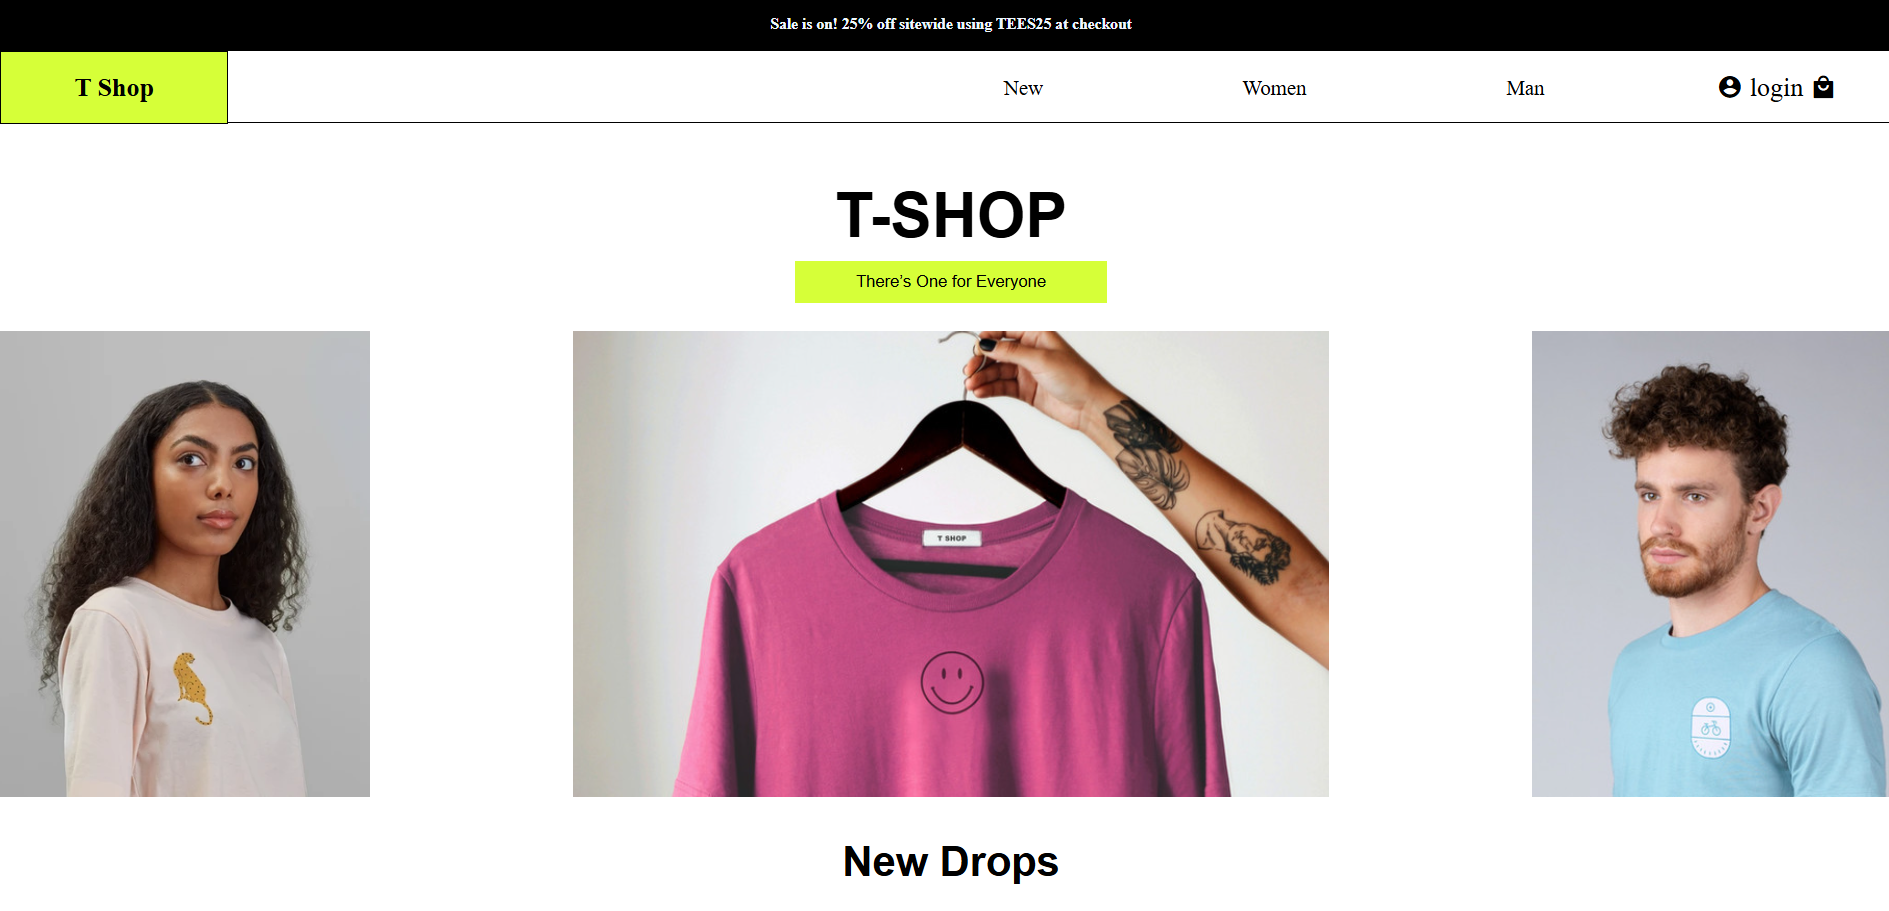 Sale is on! 25% off sitewide using TEES25 at checkout
T Shop
New
Women
Man
login
T-SHOP
There’s One for Everyone
T SHOP
New Drops